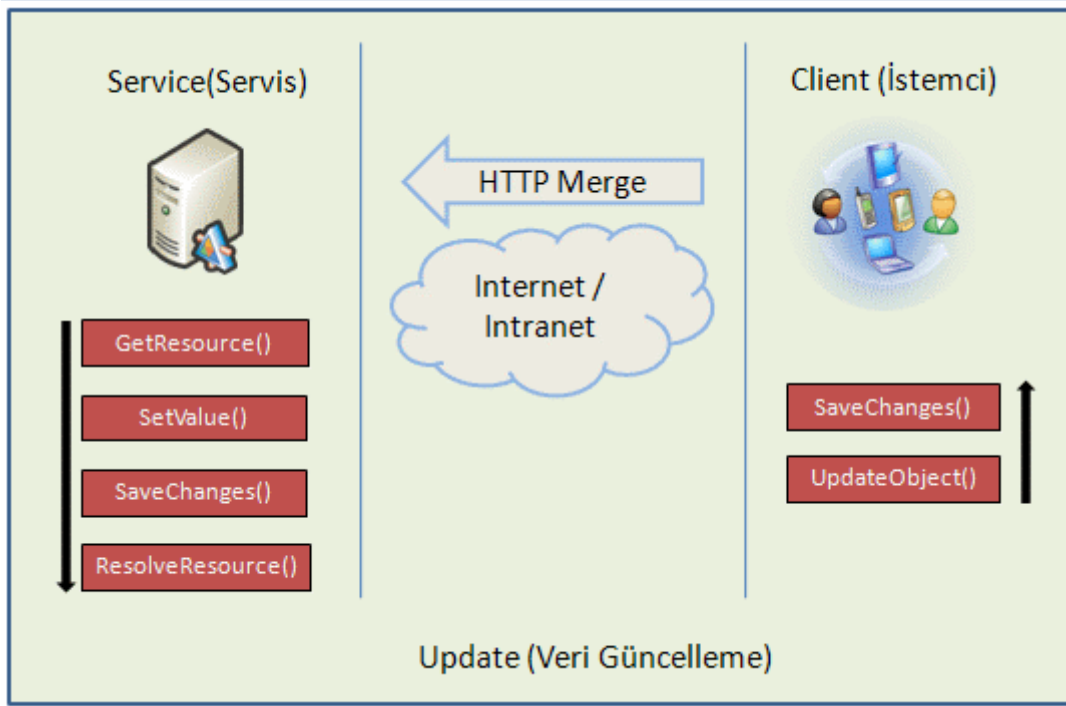 Service(Servis)
Client (İstemci)
HTTP Merge
Internet /
Intranet
GetResource()
SetValue()
SaveChanges()
ResolveResource()
SaveChanges()
UpdateObject()
Update (Veri Güncelleme)